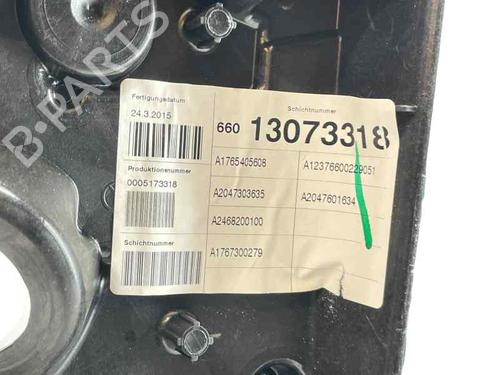 B-PARTS
Fertigungsdatum
24.3.2015
Schichtnummer
660 13073318
A1765405608
A12376600229051
Produktionsnummer
0005173318
A2047303635
A2047601634
A2468200100
Schichtnummer
A1767300279